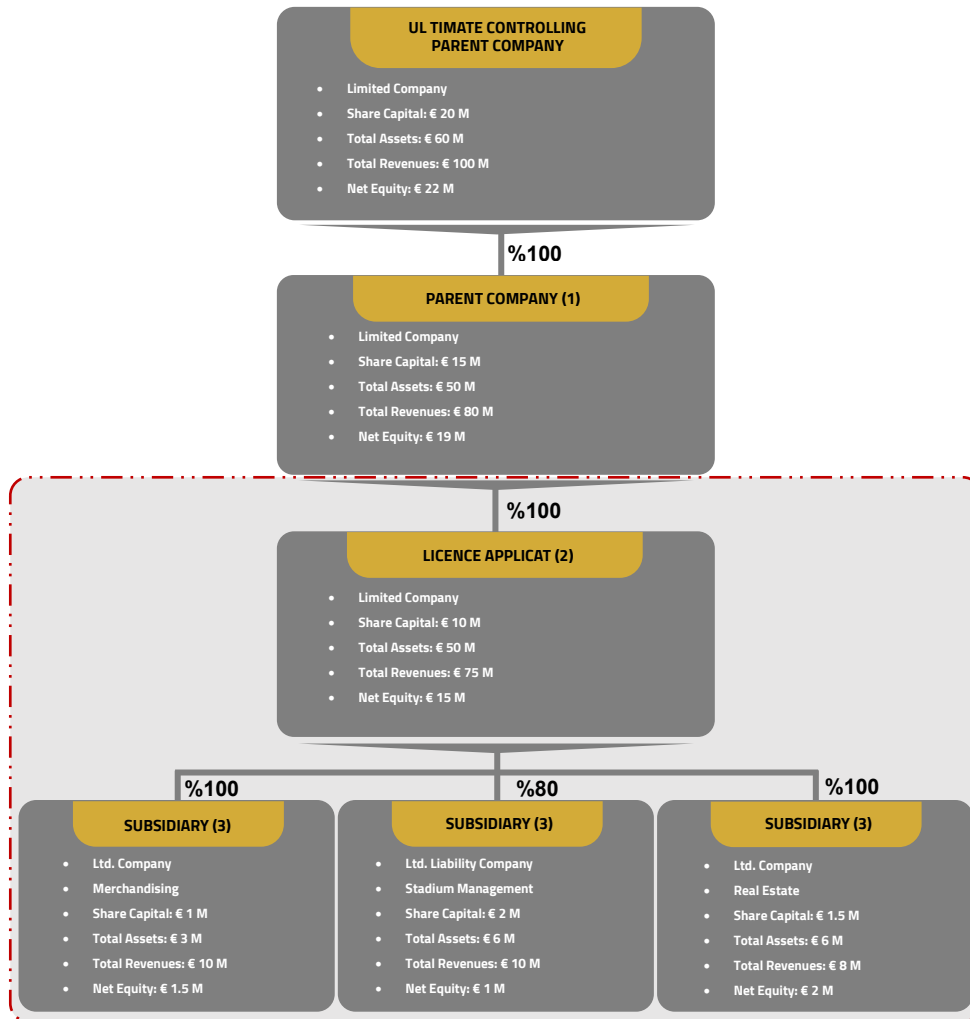 UL TIMATE CONTROLLING
PARENT COMPANY
• Limited Company
• Share Capital: € 20 M
• Total Assets: € 60 M
• Total Revenues: € 100 M
• Net Equity: € 22 M
%100
PARENT COMPANY (1)
• Limited Company
• Share Capital: € 15 M
• Total Assets: € 50 M
• Total Revenues: € 80 M
• Net Equity: € 19 M
%100
LICENCE APPLICAT (2)
• Limited Company
• Share Capital: € 10 M
• Total Assets: € 50 M
• Total Revenues: € 75 M
• Net Equity: € 15 M
%100
SUBSIDIARY (3)
• Ltd. Company
• Merchandising
• Share Capital: € 1 M
• Total Assets: € 3 M
• Total Revenues: € 10 M
• Net Equity: € 1.5 M
%80
SUBSIDIARY (3)
• Ltd. Liability Company
• Stadium Management
• Share Capital: € 2 M
• Total Assets: € 6 M
• Total Revenues: € 10 M
• Net Equity: € 1 M
%100
SUBSIDIARY (3)
• Ltd. Company
• Real Estate
• Share Capital: € 1.5 M
• Total Assets: € 6 M
• Total Revenues: € 8 M
• Net Equity: € 2 M